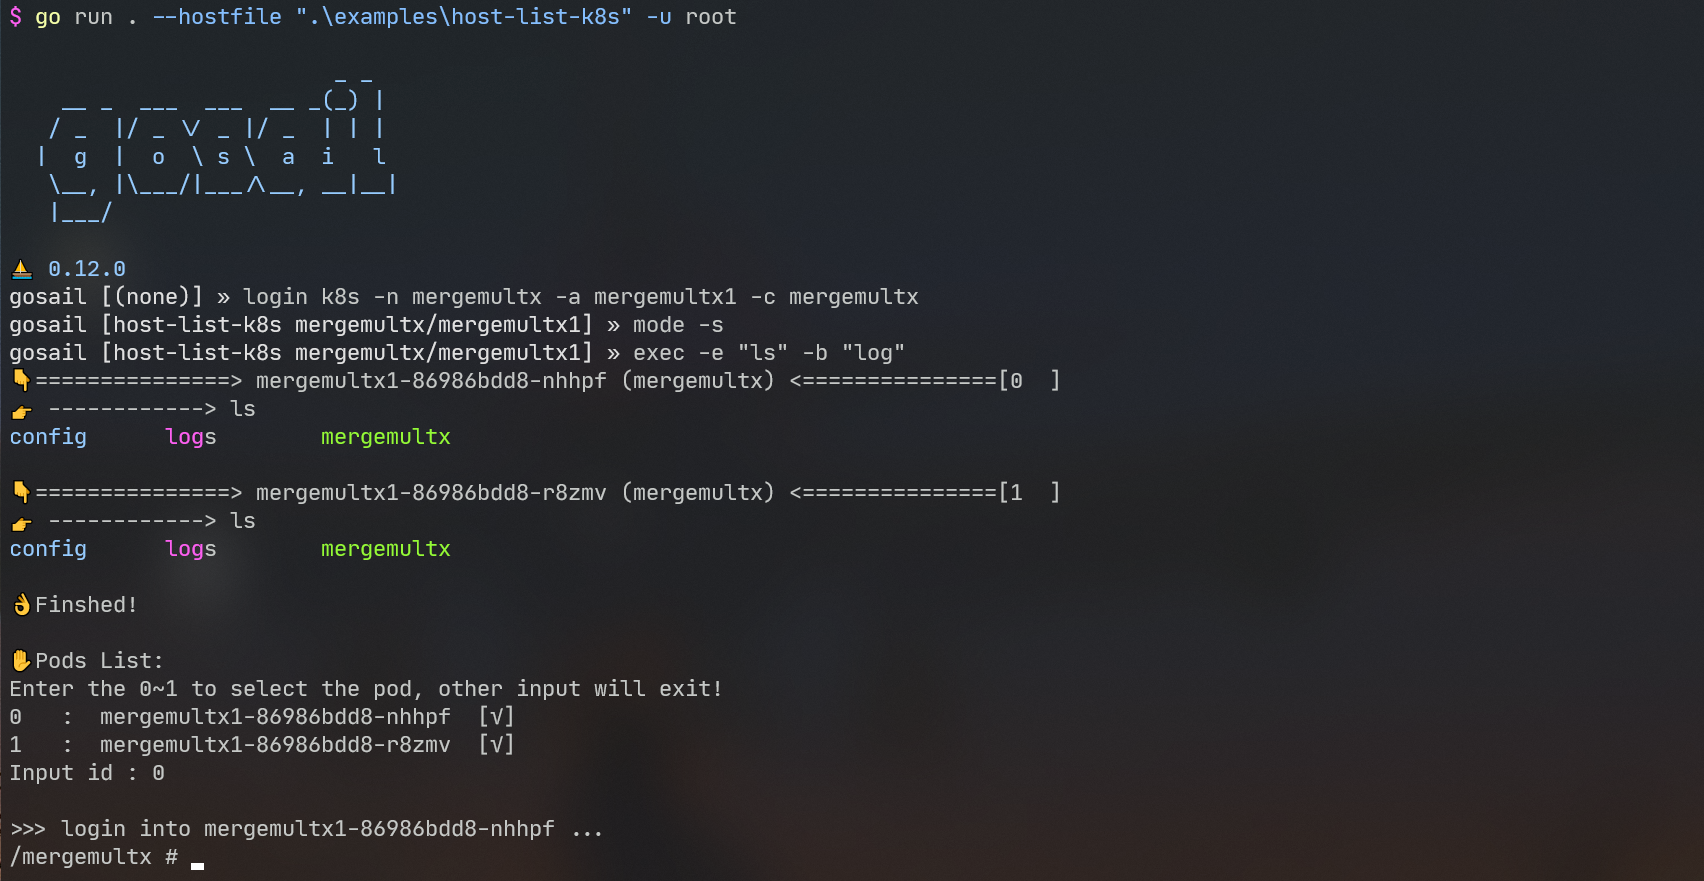 $ go run . --hostfile ".\examples\host-list-k8s" -u root
                         _ _
    __ _  ___  ___  __ _(_) |
   / _  |/ _ \/ _ |/ _  | | |
  |  g  |  o  \ s \  a  i   l
   \__, |\___/|___/\__, __|__|
   |___/
⛵ 0.12.0
gosail [(none)] » login k8s -n mergemultx -a mergemultx1 -c mergemultx
gosail [host-list-k8s mergemultx/mergemultx1] » mode -s
gosail [host-list-k8s mergemultx/mergemultx1] » exec -e "ls" -b "log"
👇===============> mergemultx1-86986bdd8-nhhpf (mergemultx) <===============[0  ]
👉 ------------> ls
config      logs        mergemultx
👇===============> mergemultx1-86986bdd8-r8zmv (mergemultx) <===============[1  ]
👉 ------------> ls
config      logs        mergemultx
👌Finshed!
✋Pods List:
Enter the 0~1 to select the pod, other input will exit!
0   :  mergemultx1-86986bdd8-nhhpf  [√]
1   :  mergemultx1-86986bdd8-r8zmv  [√]
Input id : 0
>>> login into mergemultx1-86986bdd8-nhhpf ...
/mergemultx #